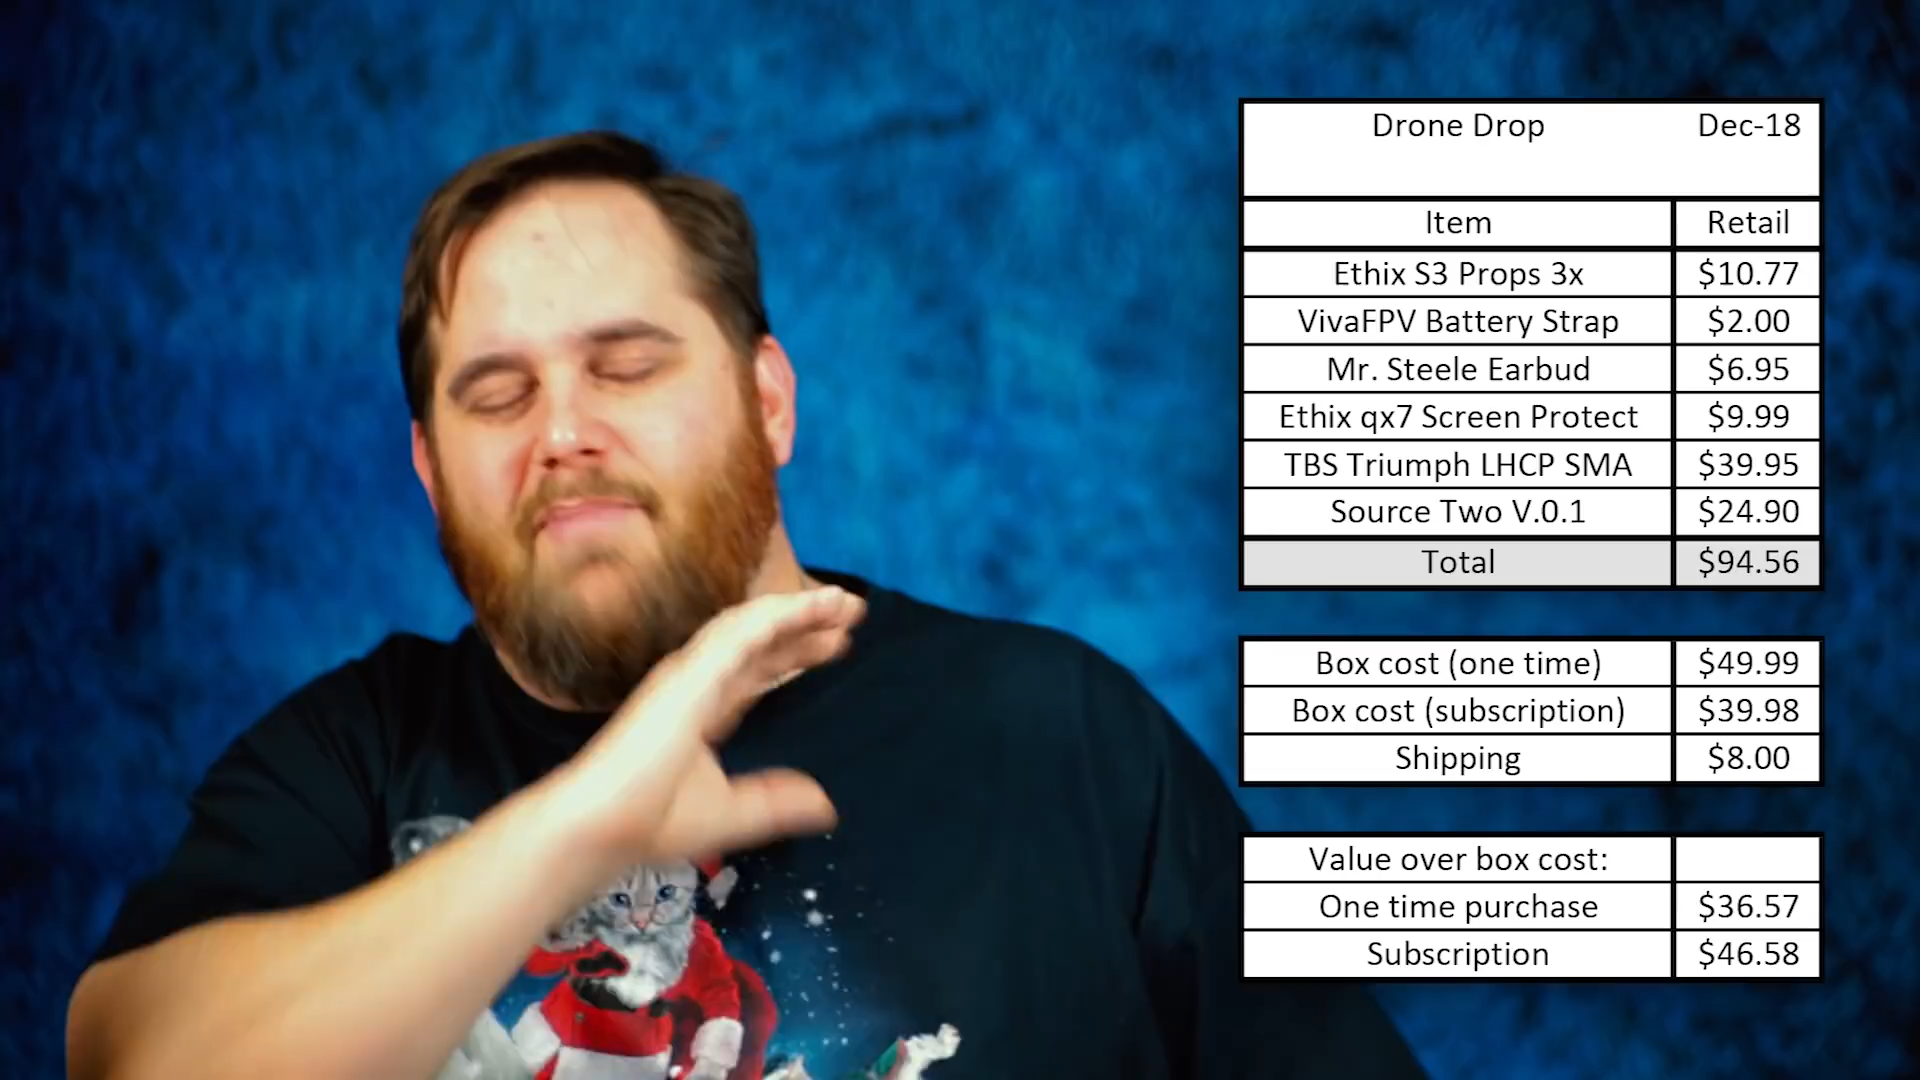 Drone Drop Dec-18
Item Retail
Ethix S3 Props 3x $10.77
VivaFPV Battery Strap $2.00
Mr. Steele Earbud $6.95
Ethix qx7 Screen Protect $9.99
TBS Triumph LHCP SMA $39.95
Source Two V.0.1 $24.90
Total $94.56
Box cost (one time) $49.99
Box cost (subscription) $39.98
Shipping $8.00
Value over box cost:
One time purchase $36.57
Subscription $46.58